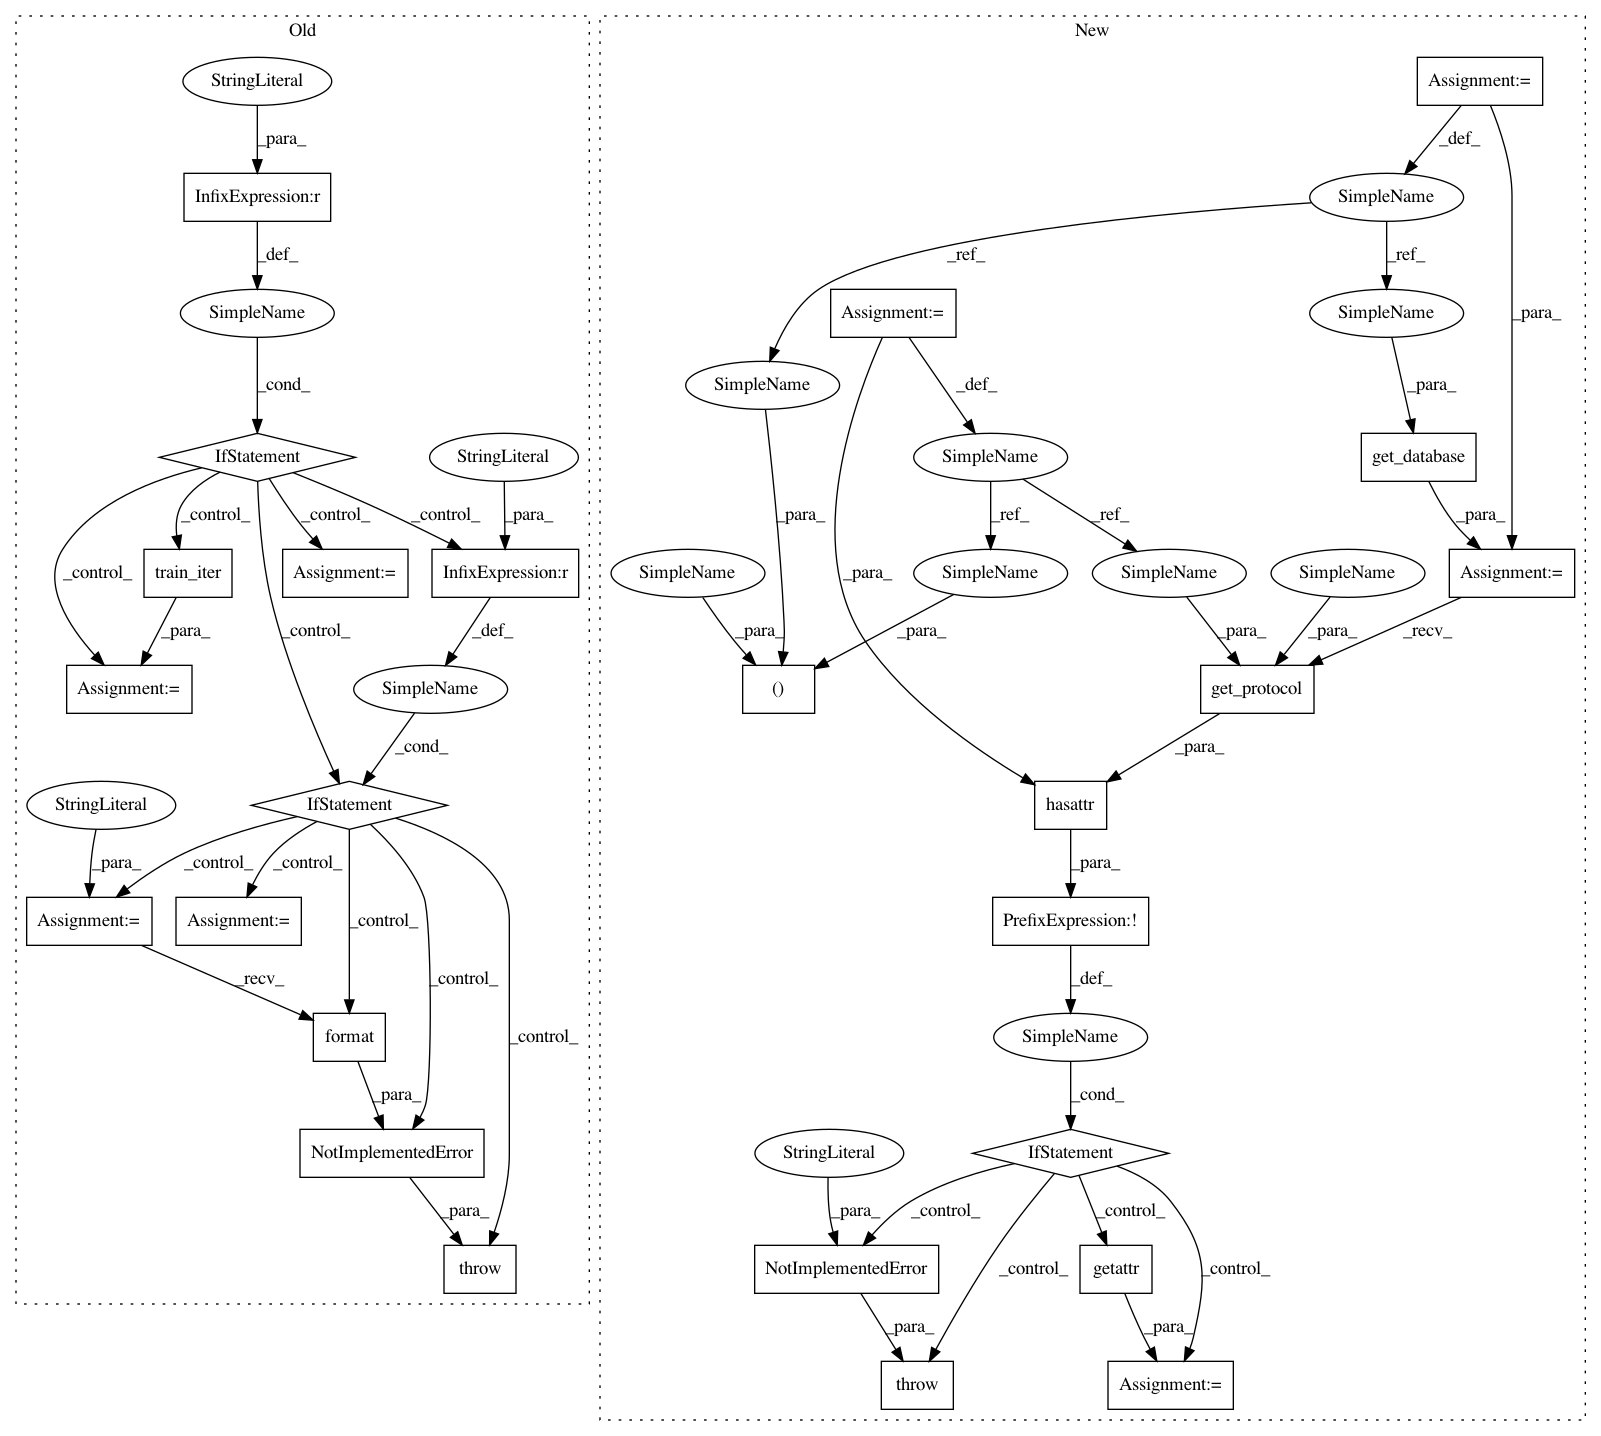 Old
New
StringLiteral
Assignment:=
_para_
_def_
InfixExpression:r
SimpleName
_def_
_ref_
_ref_
SimpleName
Assignment:=
SimpleName
_para_
_cond_
SimpleName
_def_
_para_
IfStatement
StringLiteral
SimpleName
get_database
_control_
_control_
_control_
_para_
_para_
_ref_
_ref_
_para_
_control_
train_iter
Assignment:=
InfixExpression:r
SimpleName
_para_
SimpleName
SimpleName
SimpleName
Assignment:=
_para_
_control_
_def_
_para_
_para_
_para_
_para_
_recv_
Assignment:=
SimpleName
()
get_protocol
_cond_
_para_
StringLiteral
IfStatement
hasattr
_para_
_control_
_control_
_para_
Assignment:=
Assignment:=
_control_
PrefixExpression:!
_recv_
_control_
_def_
format
_control_
SimpleName
_para_
_cond_
NotImplementedError
StringLiteral
IfStatement
_para_
_para_
_control_
_control_
throw
NotImplementedError
_control_
getattr
_control_
_para_
_para_
throw
Assignment:=